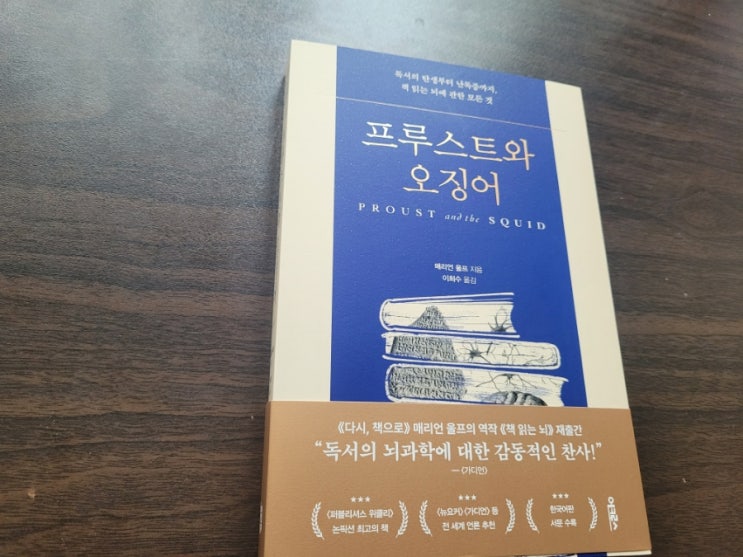 독서의 탄생부터 난독증까지,
책 읽는 뇌에 관한 모든 것
프루스트와
오징어
PROUST and the SQUID
매리언 울프 지음
이희수 옮김
《다시, 책으로》 매리언 울프의 역작 《책 읽는 뇌》 재출간
“독서의 뇌과학에 대한 감동적인 찬사!”
— 〈가디언〉
★★★
〈퍼블리셔스 위클리〉
논픽션 최고의 책
★★★
〈뉴요커〉 〈가디언〉 등
전 세계 언론 추천
★★★
한국어판
서문 수록
어크로스